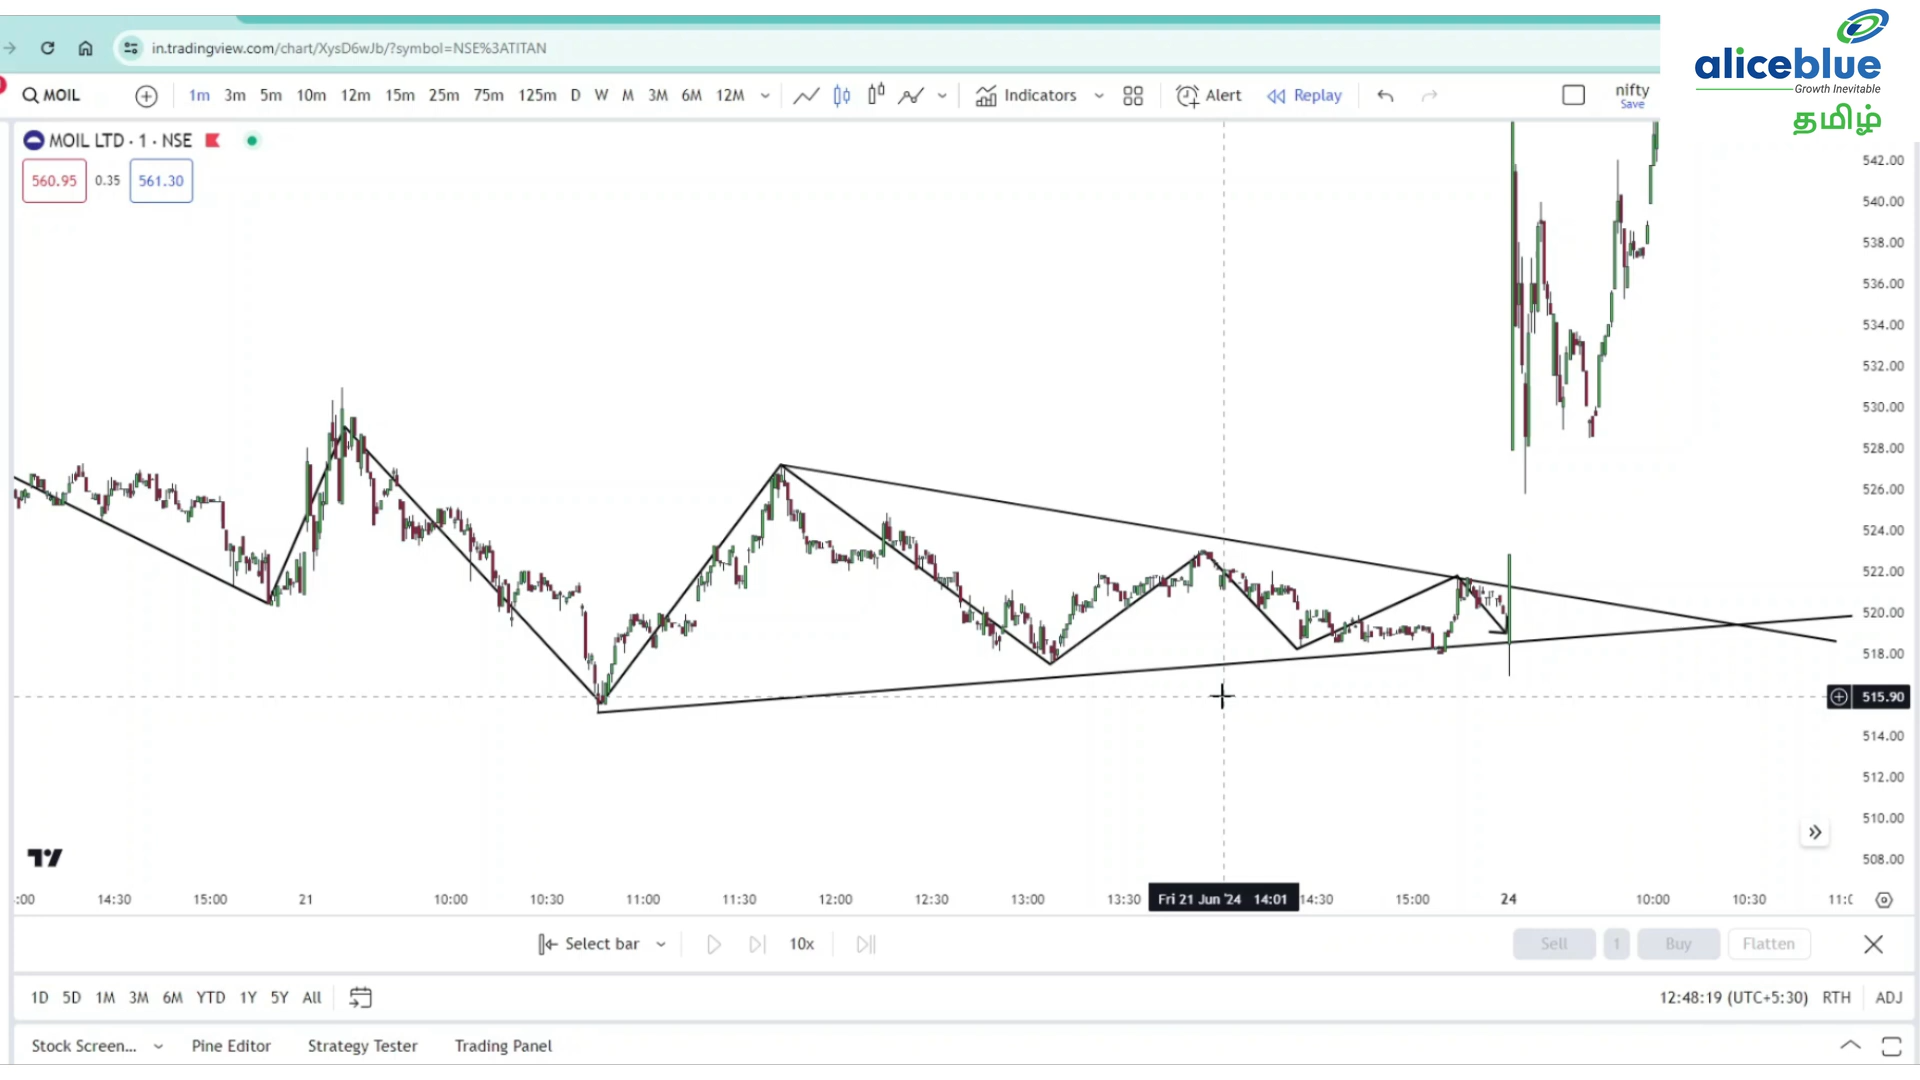 in.tradingview.com/chart/XysD6wJb/?symbol=NSE%3ATITAN
aliceblue
Growth Inevitable
தமிழ்
MOIL 1m 3m 5m 10m 12m 15m 25m 75m 125m D W M 3M 6M 12M Indicators Alert Replay nifty
Save
MOIL LTD · 1 · NSE
560.95 0.35 561.30
542.00
540.00
538.00
536.00
534.00
532.00
530.00
528.00
526.00
524.00
522.00
520.00
518.00
515.90
514.00
512.00
510.00
508.00
:00 14:30 15:00 21 10:00 10:30 11:00 11:30 12:00 12:30 13:00 13:30 Fri 21 Jun '24 14:01 14:30 15:00 24 10:00 10:30 11:0
Select bar 10x Sell 1 Buy Flatten
1D 5D 1M 3M 6M YTD 1Y 5Y All 12:48:19 (UTC+5:30) RTH ADJ
Stock Screen... Pine Editor Strategy Tester Trading Panel